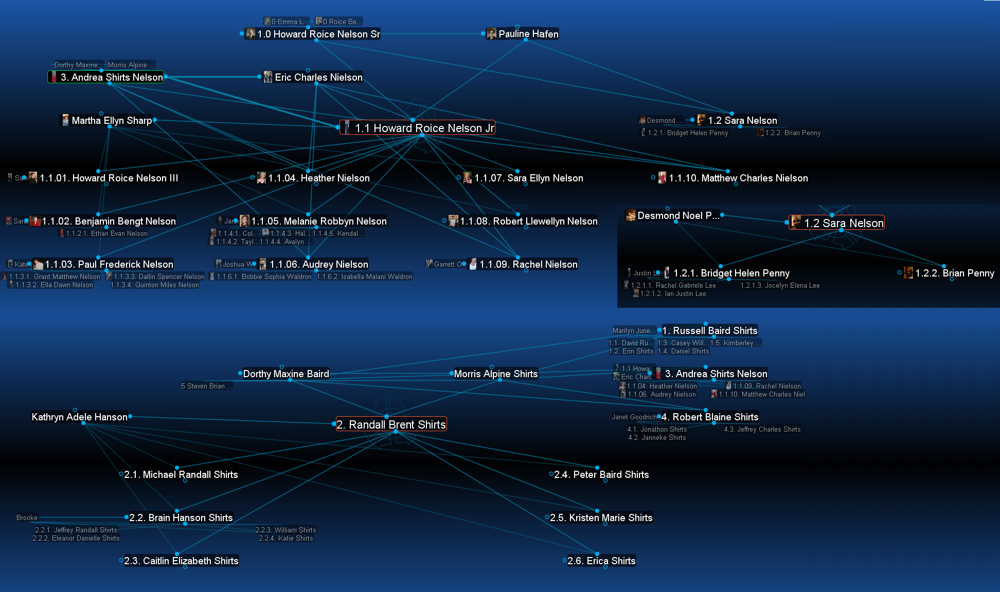 0 Emma L...
0 Roice Be...
1.0 Howard Roice Nelson Sr
Pauline Hafen
Dorthy Maxine...
Morris Alpine ...
3. Andrea Shirts Nelson
Eric Charles Nielson
Martha Ellyn Sharp
1.1 Howard Roice Nelson Jr
Desmond ...
1.2 Sara Nelson
1.2.1. Bridget Helen Penny
1.2.2. Brian Penny
1.1.01. Howard Roice Nelson III
1.1.04. Heather Nielson
1.1.07. Sara Ellyn Nelson
1.1.10. Matthew Charles Nielson
Sara
1.1.02. Benjamin Bengt Nelson
1.1.05. Melanie Robbyn Nelson
1.1.08. Robert Llewellyn Nelson
1.1.2.1. Ethan Evan Nelson
1.1.4.1. Col...
1.1.4.3. Hal...
1.1.4.5. Kendal...
1.1.4.2. Tayl...
1.1.4.4. Avalyn ...
Kate
1.1.03. Paul Frederick Nelson
Joshua W...
1.1.06. Audrey Nielson
Garrett O...
1.1.09. Rachel Nielson
1.1.3.1. Grant Matthew Nelson
1.1.3.3. Dallin Spencer Nelson
1.1.6.1. Bobbie Sophia Waldron
1.1.6.2. Isabella Malani Waldron
1.1.3.2. Ella Dawn Nelson
1.1.3.4. Quinton Miles Nelson
Desmond Noel P...
1.2 Sara Nelson
Justin Lee
1.2.1. Bridget Helen Penny
1.2.2. Brian Penny
1.2.1.1. Rachel Gabriele Lee
1.2.1.3. Jocelyn Elena Lee
1.2.1.2. Ian Justin Lee
Marilyn June...
1. Russell Baird Shirts
1.1. David Ru...
1.3. Casey Will...
1.5. Kimberley ...
1.2. Erin Shirts
1.4. Daniel Shirts
Dorthy Maxine Baird
Morris Alpine Shirts
1.1 Howa...
Eric Charl...
3. Andrea Shirts Nelson
5 Steven Brian ...
1.1.04. Heather Nielson
1.1.09. Rachel Nielson
1.1.06. Audrey Nielson
1.1.10. Matthew Charles Niel
Kathryn Adele Hanson
2. Randall Brent Shirts
Janet Goodrich
4. Robert Blaine Shirts
4.1. Jonathon Shirts
4.3. Jeffrey Charles Shirts
4.2. Janneke Shirts
2.1. Michael Randall Shirts
2.4. Peter Baird Shirts
Brooke
2.2. Brain Hanson Shirts
2.5. Kristen Marie Shirts
2.2.1. Jeffrey Randall Shirts
2.2.3. William Shirts
2.2.2. Eleanor Danielle Shirts
2.2.4. Katie Shirts
2.3. Caitlin Elizabeth Shirts
2.6. Erica Shirts